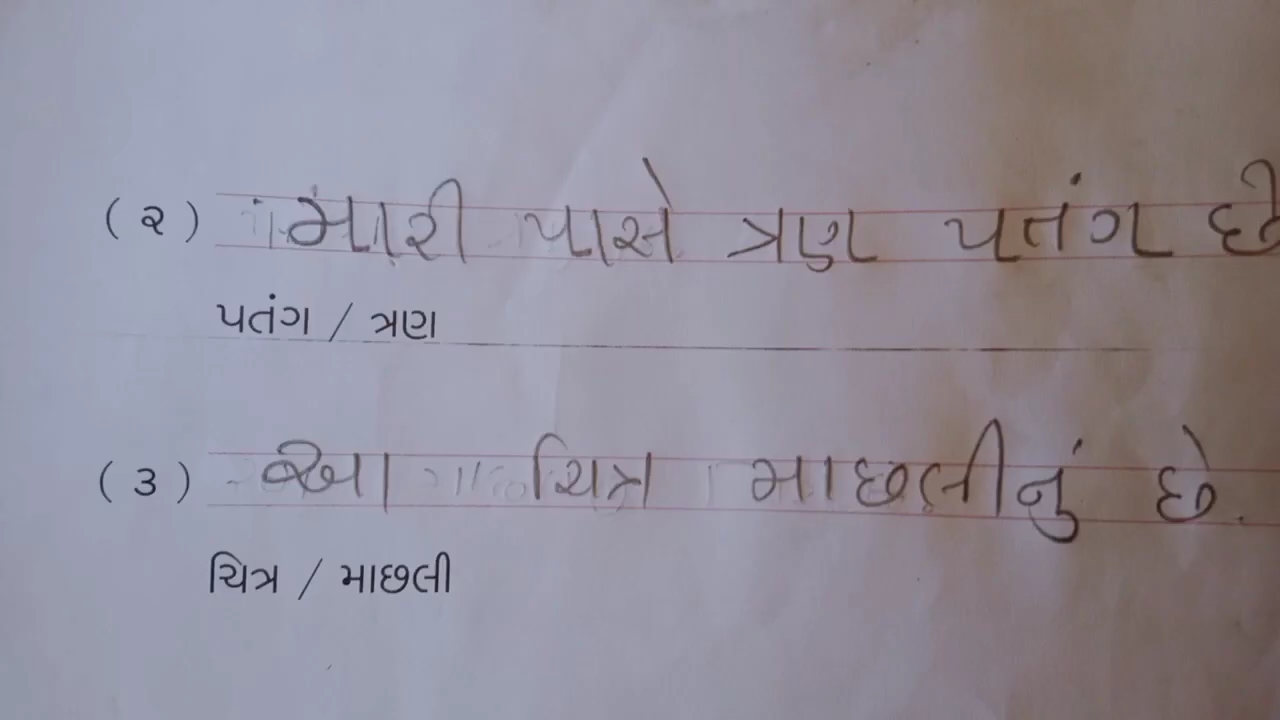 (૨) મારી પાસે ત્રણ પતંગ છે
પતંગ / ત્રણ
(૩) આ ચિત્ર માછલીનું છે.
ચિત્ર / માછલી